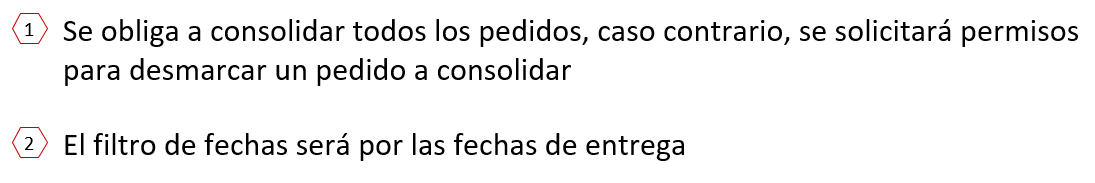 1 Se obliga a consolidar todos los pedidos, caso contrario, se solicitará permisos
para desmarcar un pedido a consolidar
2 El filtro de fechas será por las fechas de entrega